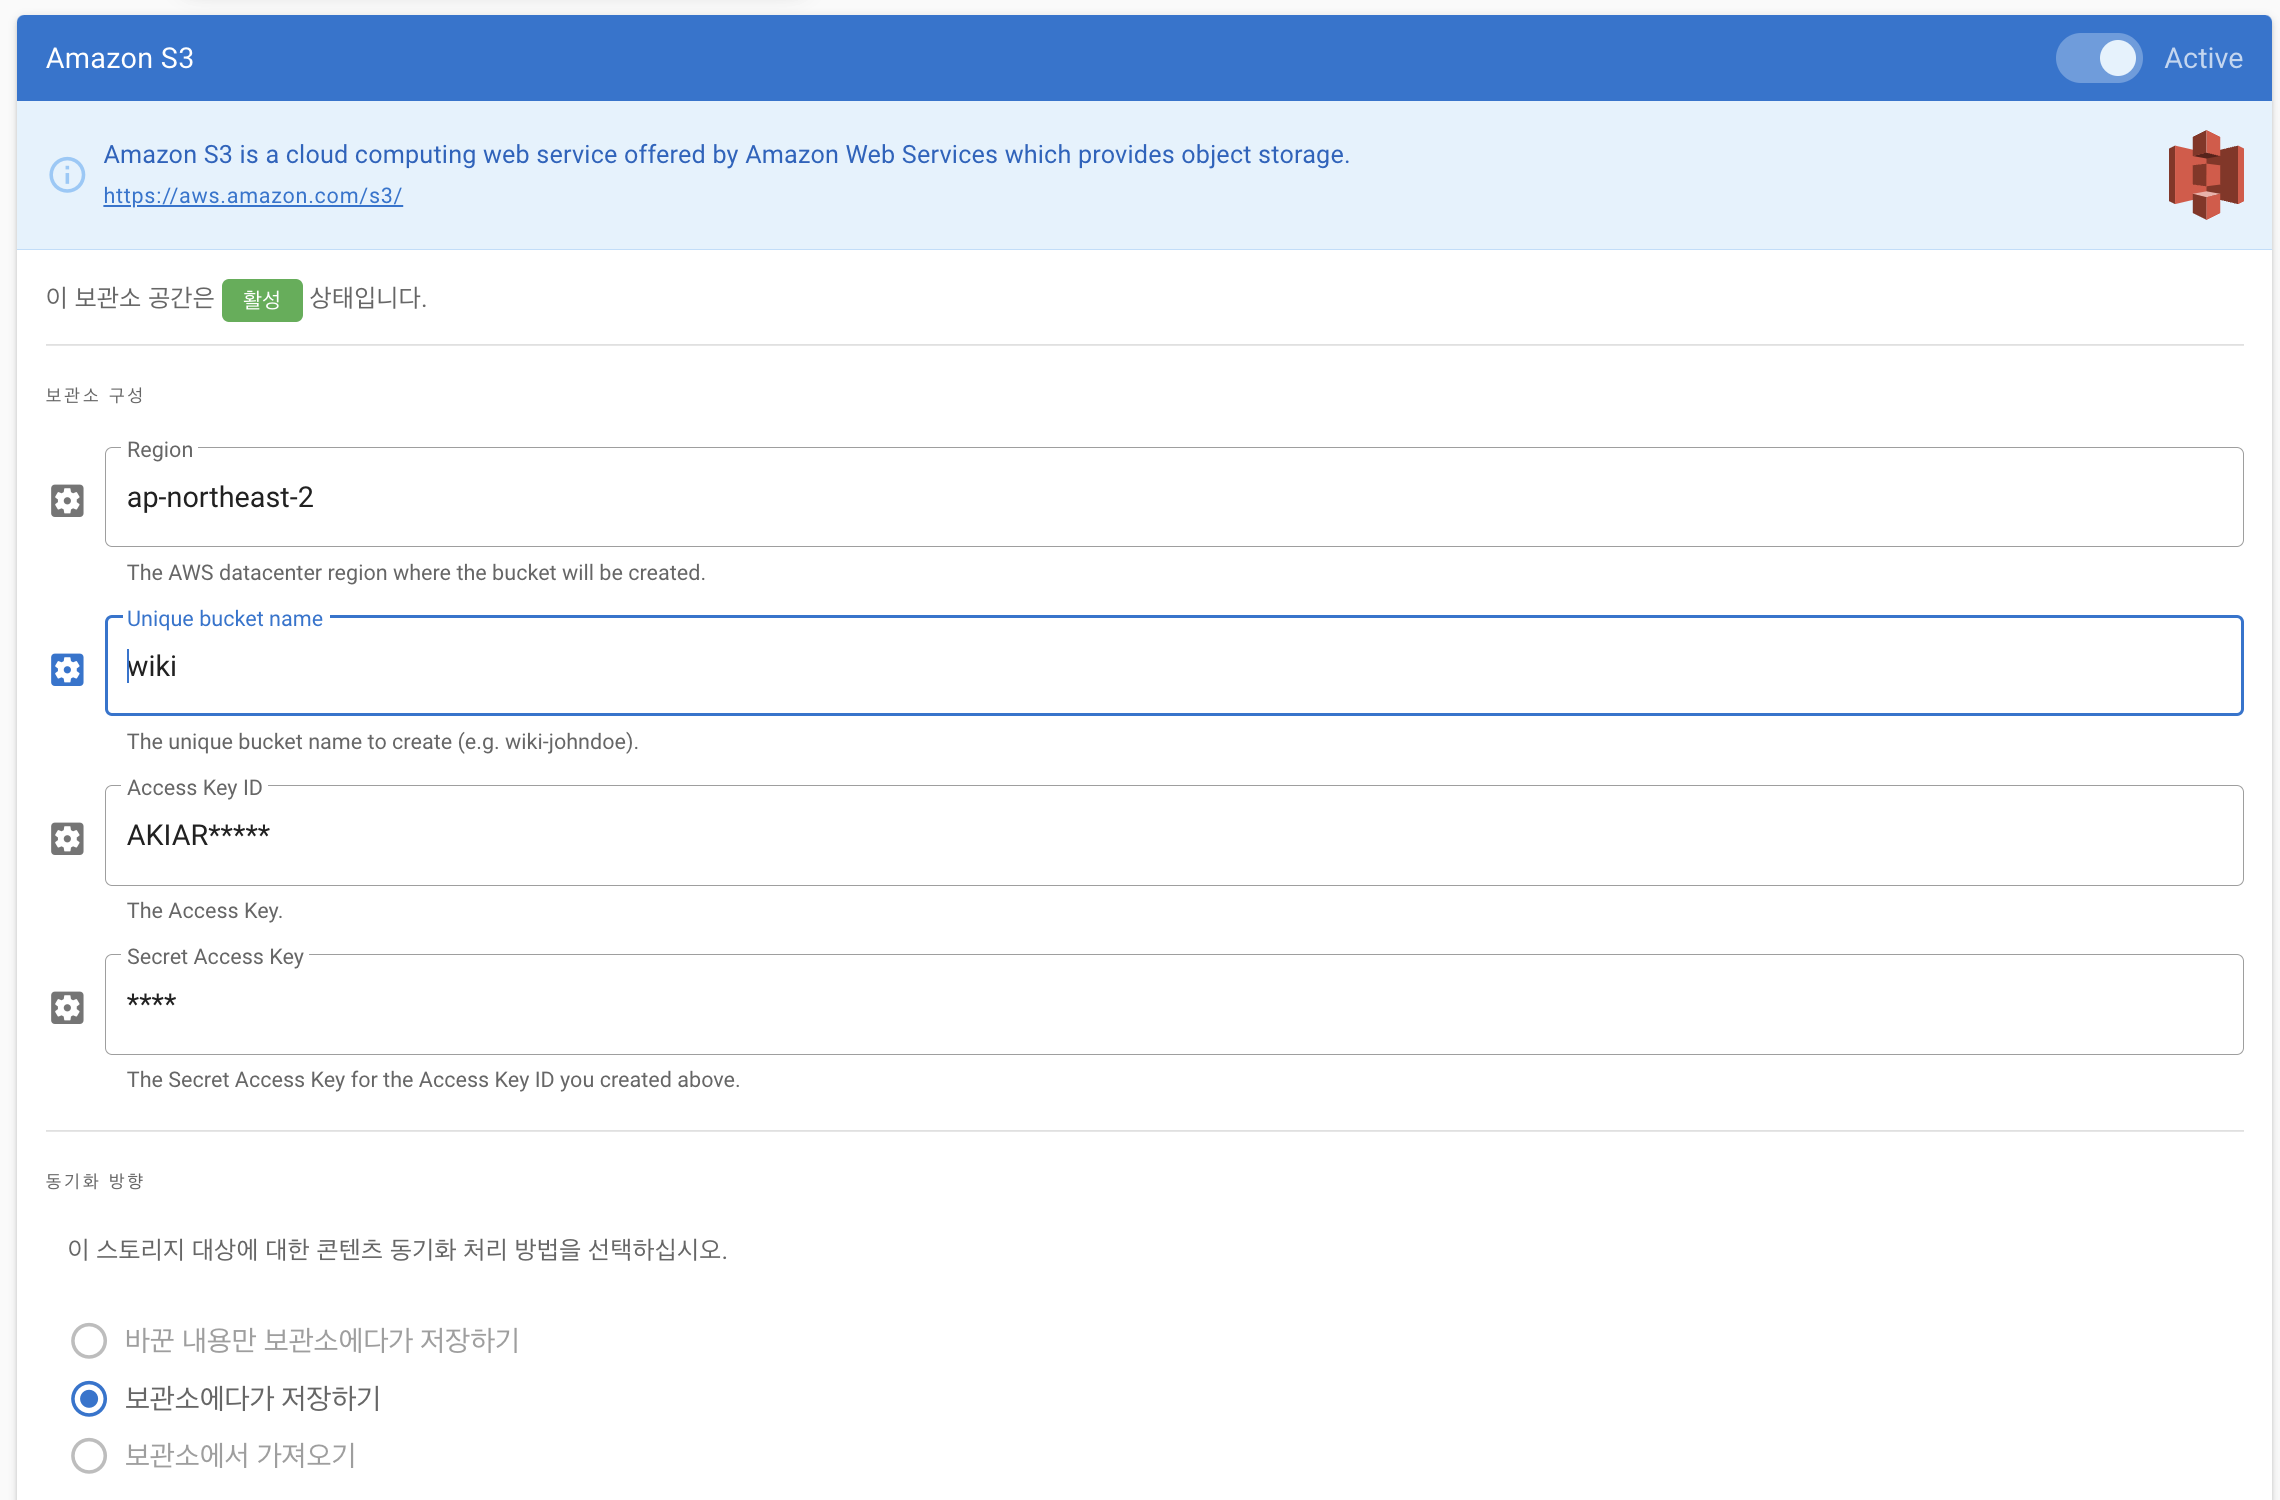 Amazon S3
Active
Amazon S3 is a cloud computing web service offered by Amazon Web Services which provides object storage.
https://aws.amazon.com/s3/
이 보관소 공간은 활성 상태입니다.
보관소 구성
Region
ap-northeast-2
The AWS datacenter region where the bucket will be created.
Unique bucket name
wiki
The unique bucket name to create (e.g. wiki-johndoe).
Access Key ID
AKIAR*****
The Access Key.
Secret Access Key
****
The Secret Access Key for the Access Key ID you created above.
동기화 방향
이 스토리지 대상에 대한 콘텐츠 동기화 처리 방법을 선택하십시오.
바꾼 내용만 보관소에다가 저장하기
보관소에다가 저장하기
보관소에서 가져오기